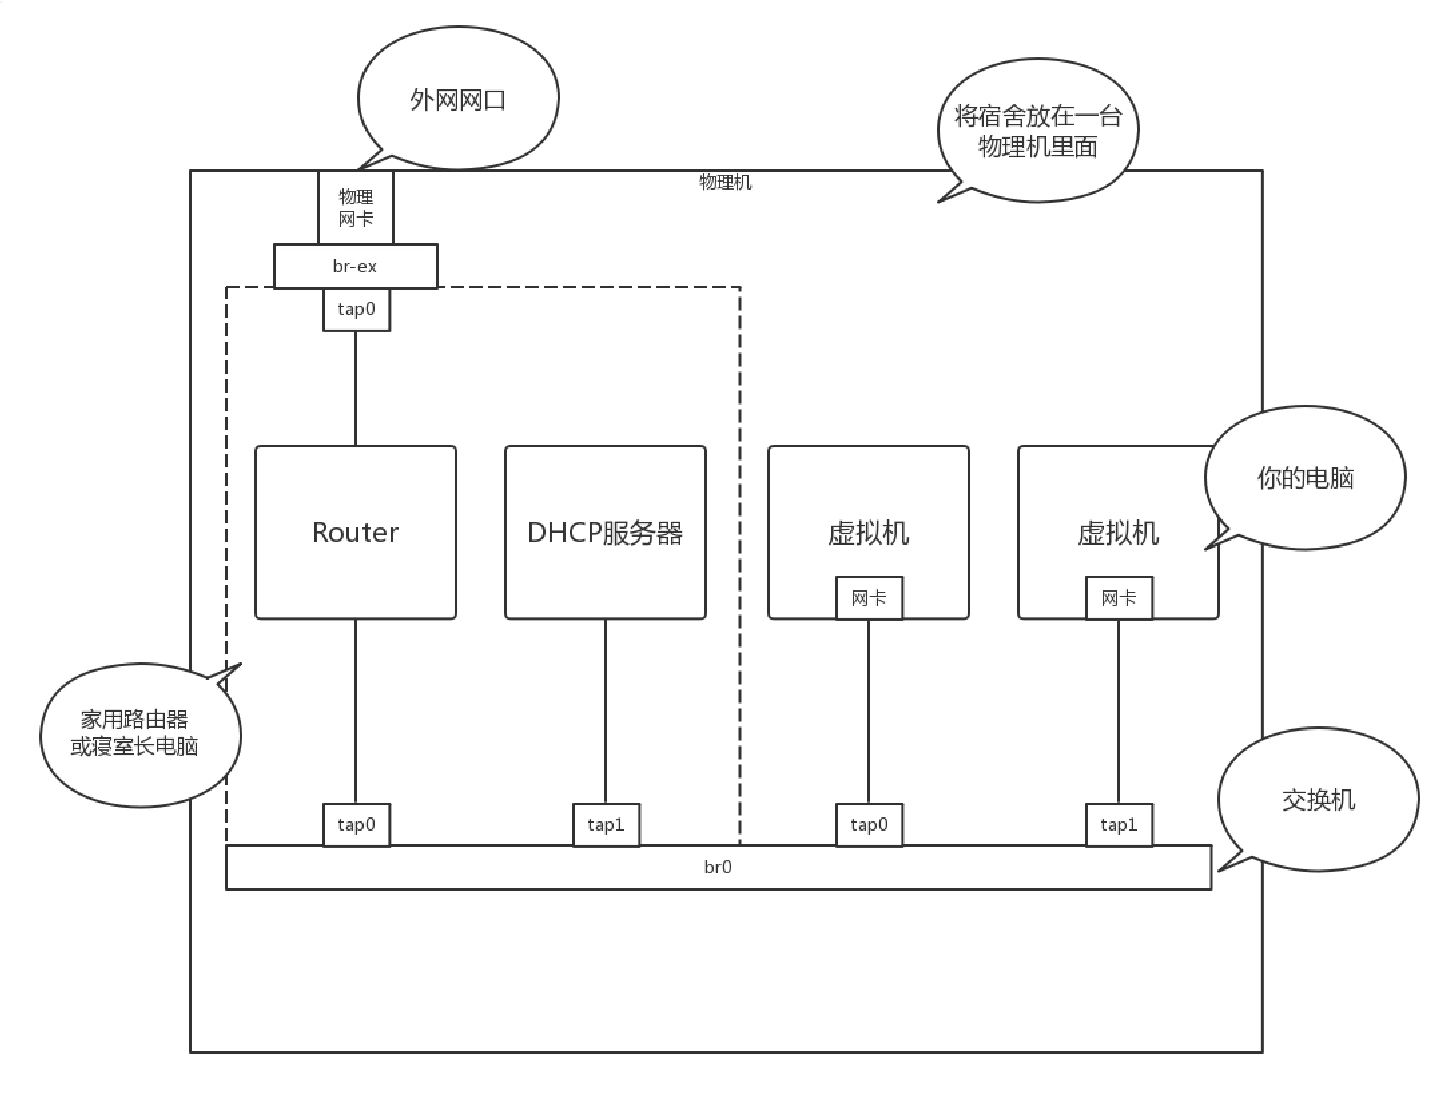 外网网口
将宿舍放在一台
物理机里面
物理机
物理
网卡
br-ex
tap0
Router
DHCP服务器
虚拟机
网卡
虚拟机
网卡
你的电脑
家用路由器
或寝室长电脑
tap0
tap1
tap0
tap1
交换机
br0